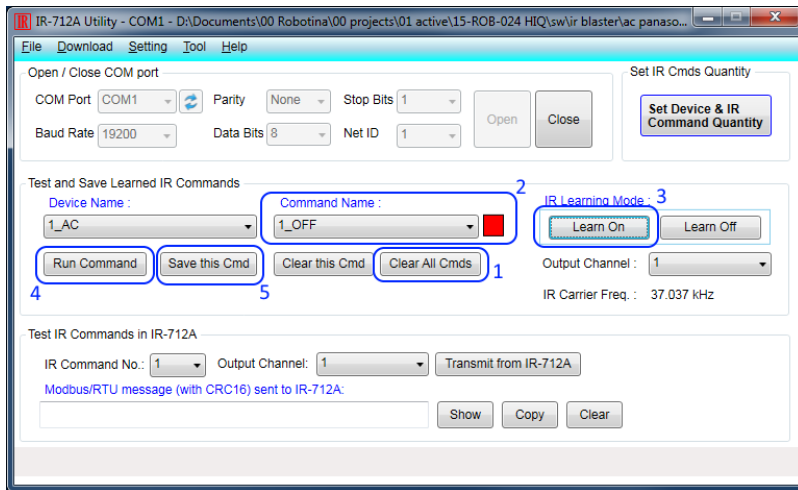 IR IR-712A Utility - COM1 - D:\Documents\00 Robotina\00 projects\01 active\15-ROB-024 HIQ\sw\ir blaster\ac panaso...
File Download Setting Tool Help
Open / Close COM port
Set IR Cmds Quantity
COM Port COM1 Parity None Stop Bits 1
Open Close
Set Device & IR
Command Quantity
Baud Rate 19200 Data Bits 8 Net ID 1
Test and Save Learned IR Commands
2
Device Name :
Command Name :
IR Learning Mode : 3
1_AC 1_OFF Learn On Learn Off
Run Command Save this Cmd Clear this Cmd Clear All Cmds 1 Output Channel : 1
4 5
IR Carrier Freq. : 37.037 kHz
Test IR Commands in IR-712A
IR Command No.: 1 Output Channel: 1 Transmit from IR-712A
Modbus/RTU message (with CRC16) sent to IR-712A:
Show Copy Clear